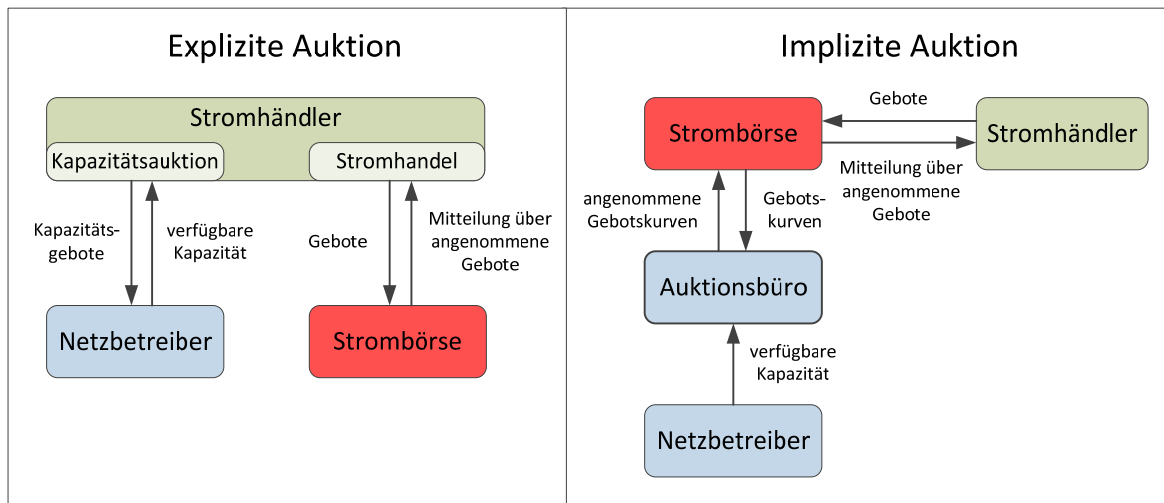 Explizite Auktion
Stromhändler
Kapazitätsauktion
Stromhandel
Kapazitäts-
gebote
verfügbare
Kapazität
Gebote
Mitteilung über
angenommene
Gebote
Netzbetreiber
Strombörse
Implizite Auktion
Strombörse
Gebote
Stromhändler
Mitteilung über
angenommene
Gebote
angenommene
Gebotskurven
Gebots-
kurven
Auktionsbüro
verfügbare
Kapazität
Netzbetreiber